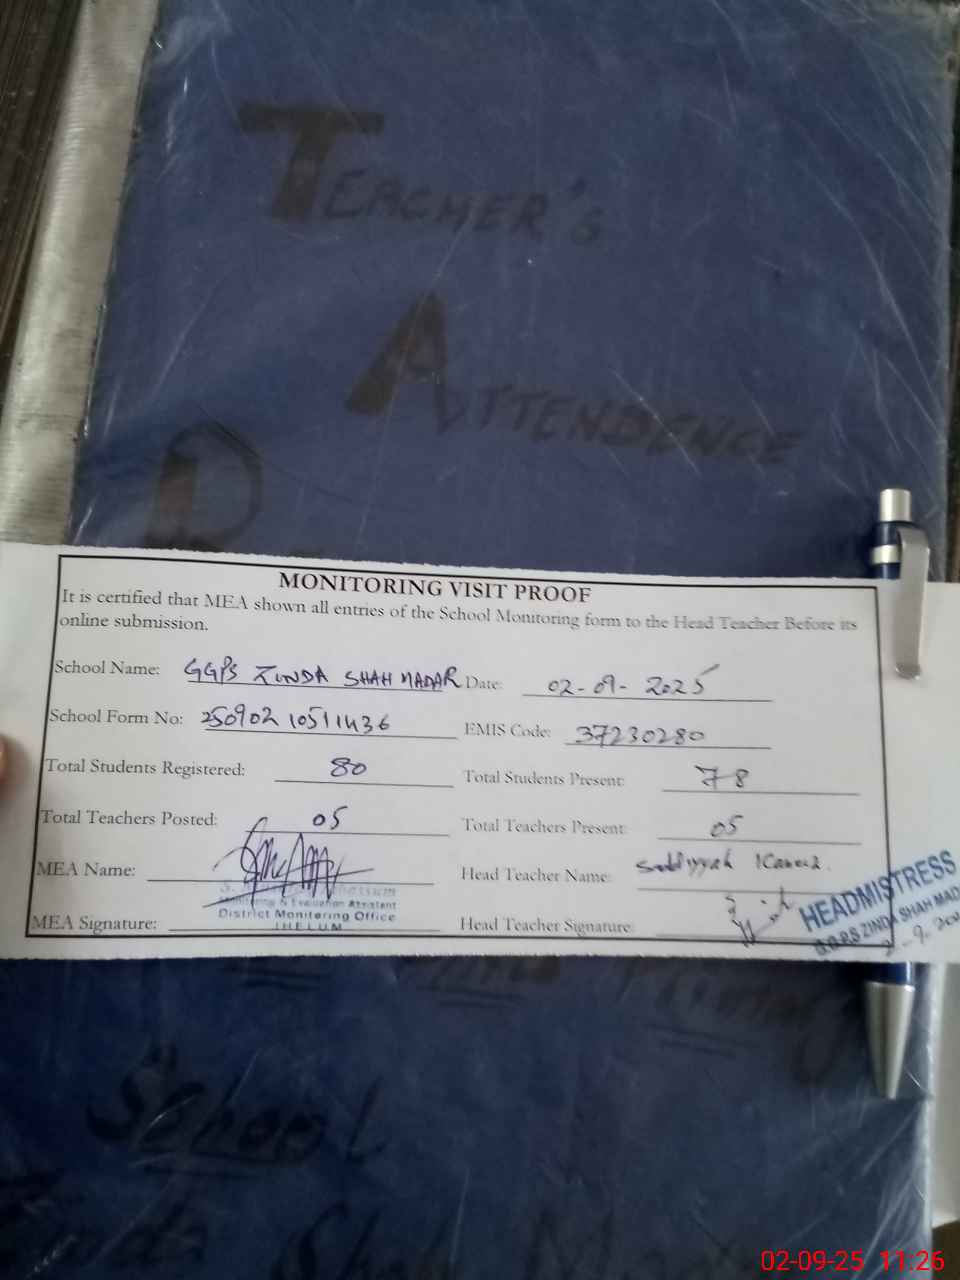 TEACHER'S
ATTENDENCE
MONITORING VISIT PROOF
It is certified that MEA shown all entries of the School Monitoring form to the Head Teacher Before its
online submission.
School Name: GGPS ZINDA SHAH MADAR Date: 02-09-2025
School Form No: 25090210511436 EMIS Code: 37230280
Total Students Registered: 80 Total Students Present: 78
Total Teachers Posted: 05 Total Teachers Present: 05
MEA Name: Head Teacher Name:
Monitoring & Evaluation Assistant
District Monitoring Office
JHELUM
MEA Signature: Head Teacher Signature:
HEADMISTRESS
G.G.P.S ZINDA SHAH MAD
School
02-09-25 11:26